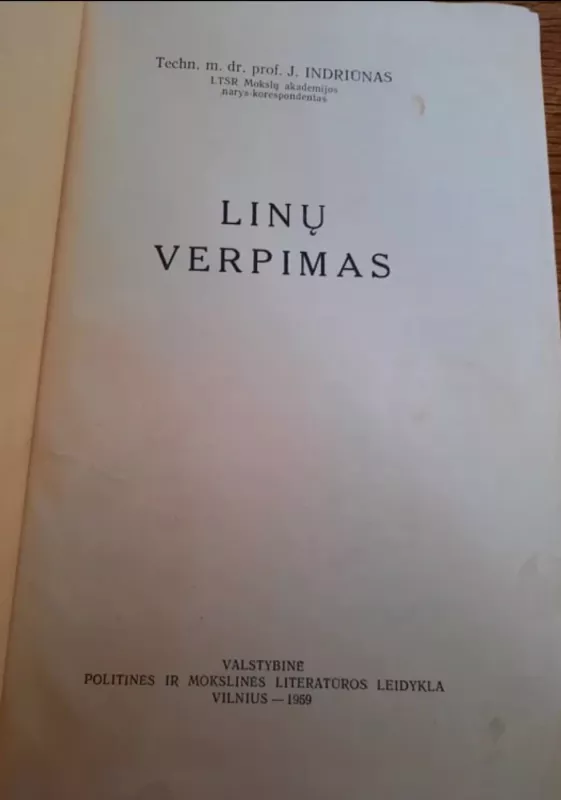 Techn. m. dr. prof. J. INDRIŪNAS
LTSR Mokslų akademijos
narys-korespondentas
LINŲ
VERPIMAS
VALSTYBINĖ
POLITINĖS IR MOKSLINĖS LITERATŪROS LEIDYKLA
VILNIUS — 1959